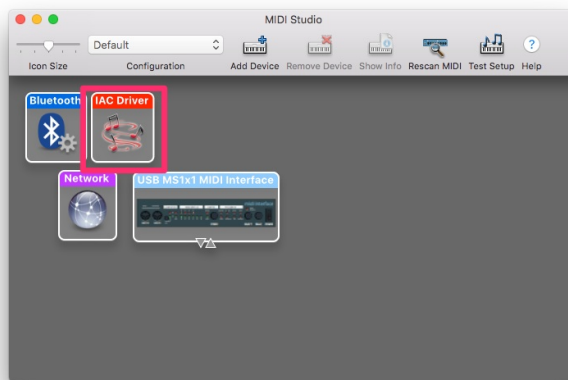 MIDI Studio
Default
Icon Size Configuration Add Device Remove Device Show Info Rescan MIDI Test Setup Help
Bluetooth IAC Driver
Network USB MS1x1 MIDI Interface